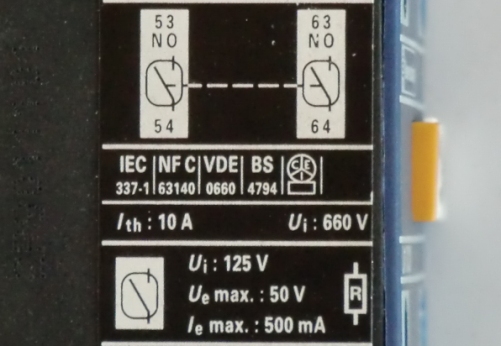 53 63
NO NO
54 64
IEC NF C VDE BS CE
337-1 63140 0660 4794
Ith : 10 A Ui : 660 V
Ui : 125 V
Ue max. : 50 V R
Ie max. : 500 mA